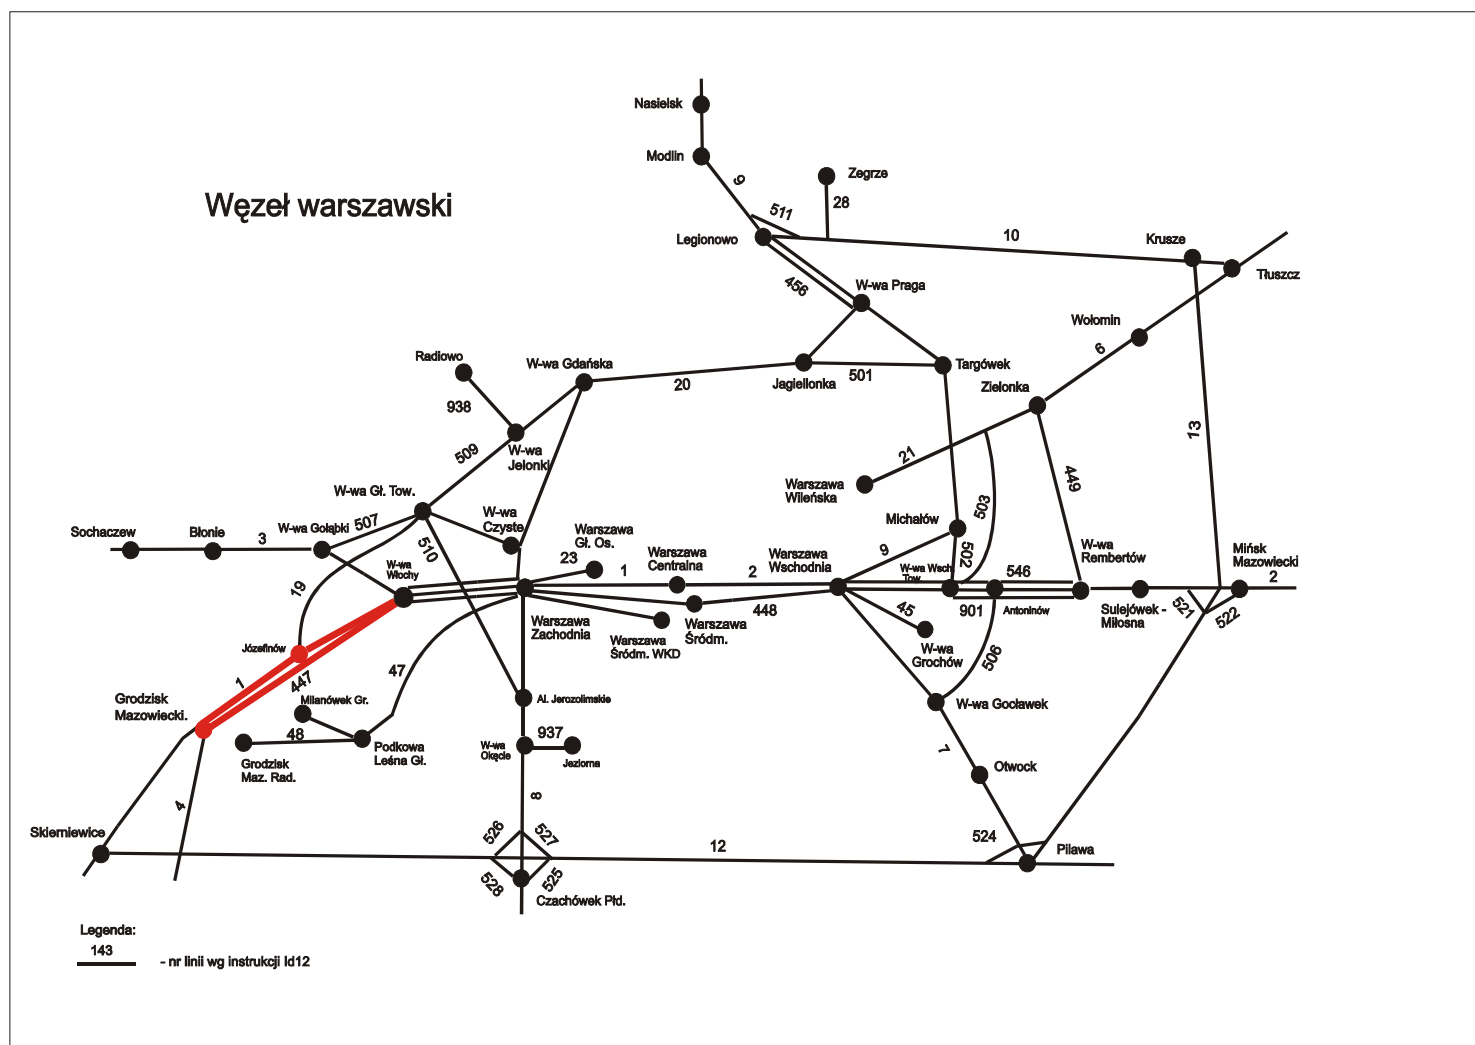 Nasielsk
Modlin
9
Zegrze
28
Węzeł warszawski
511
Legionowo
10
Krusze
Tłuszcz
456
W-wa Praga
Wołomin
6
Radiowo
W-wa Gdańska
20
Jagiellonka
501
Targówek
Zielonka
938
13
509
W-wa
Jelonki
21
449
W-wa Gł. Tow.
Warszawa
Wileńska
503
507
W-wa
Czyste
Michałów
Sochaczew
Błonie
3
W-wa Gołąbki
510
Warszawa
Gł. Os.
23
W-wa
Włochy
1
Warszawa
Centralna
2
Warszawa
Wschodnia
9
502
W-wa Wsch.
Tow.
546
W-wa
Rembertów
Mińsk
Mazowiecki
2
19
448
45
901
Antoninów
Sulejówek -
Miłosna
521
522
Warszawa
Zachodnia
Warszawa
Śródm. WKD
Warszawa
Śródm.
W-wa
Grochów
506
Józefinów
1
447
47
Grodzisk
Mazowiecki.
Milanówek Gr.
Al. Jerozolimskie
W-wa Gocławek
48
Grodzisk
Maz. Rad.
Podkowa
Leśna Gł.
W-wa
Okęcie
937
Jeziorna
7
Otwock
4
8
Skierniewice
526
527
12
524
Pilawa
528
525
Czachówek Płd.
Legenda:
143
- nr linii wg instrukcji Id12